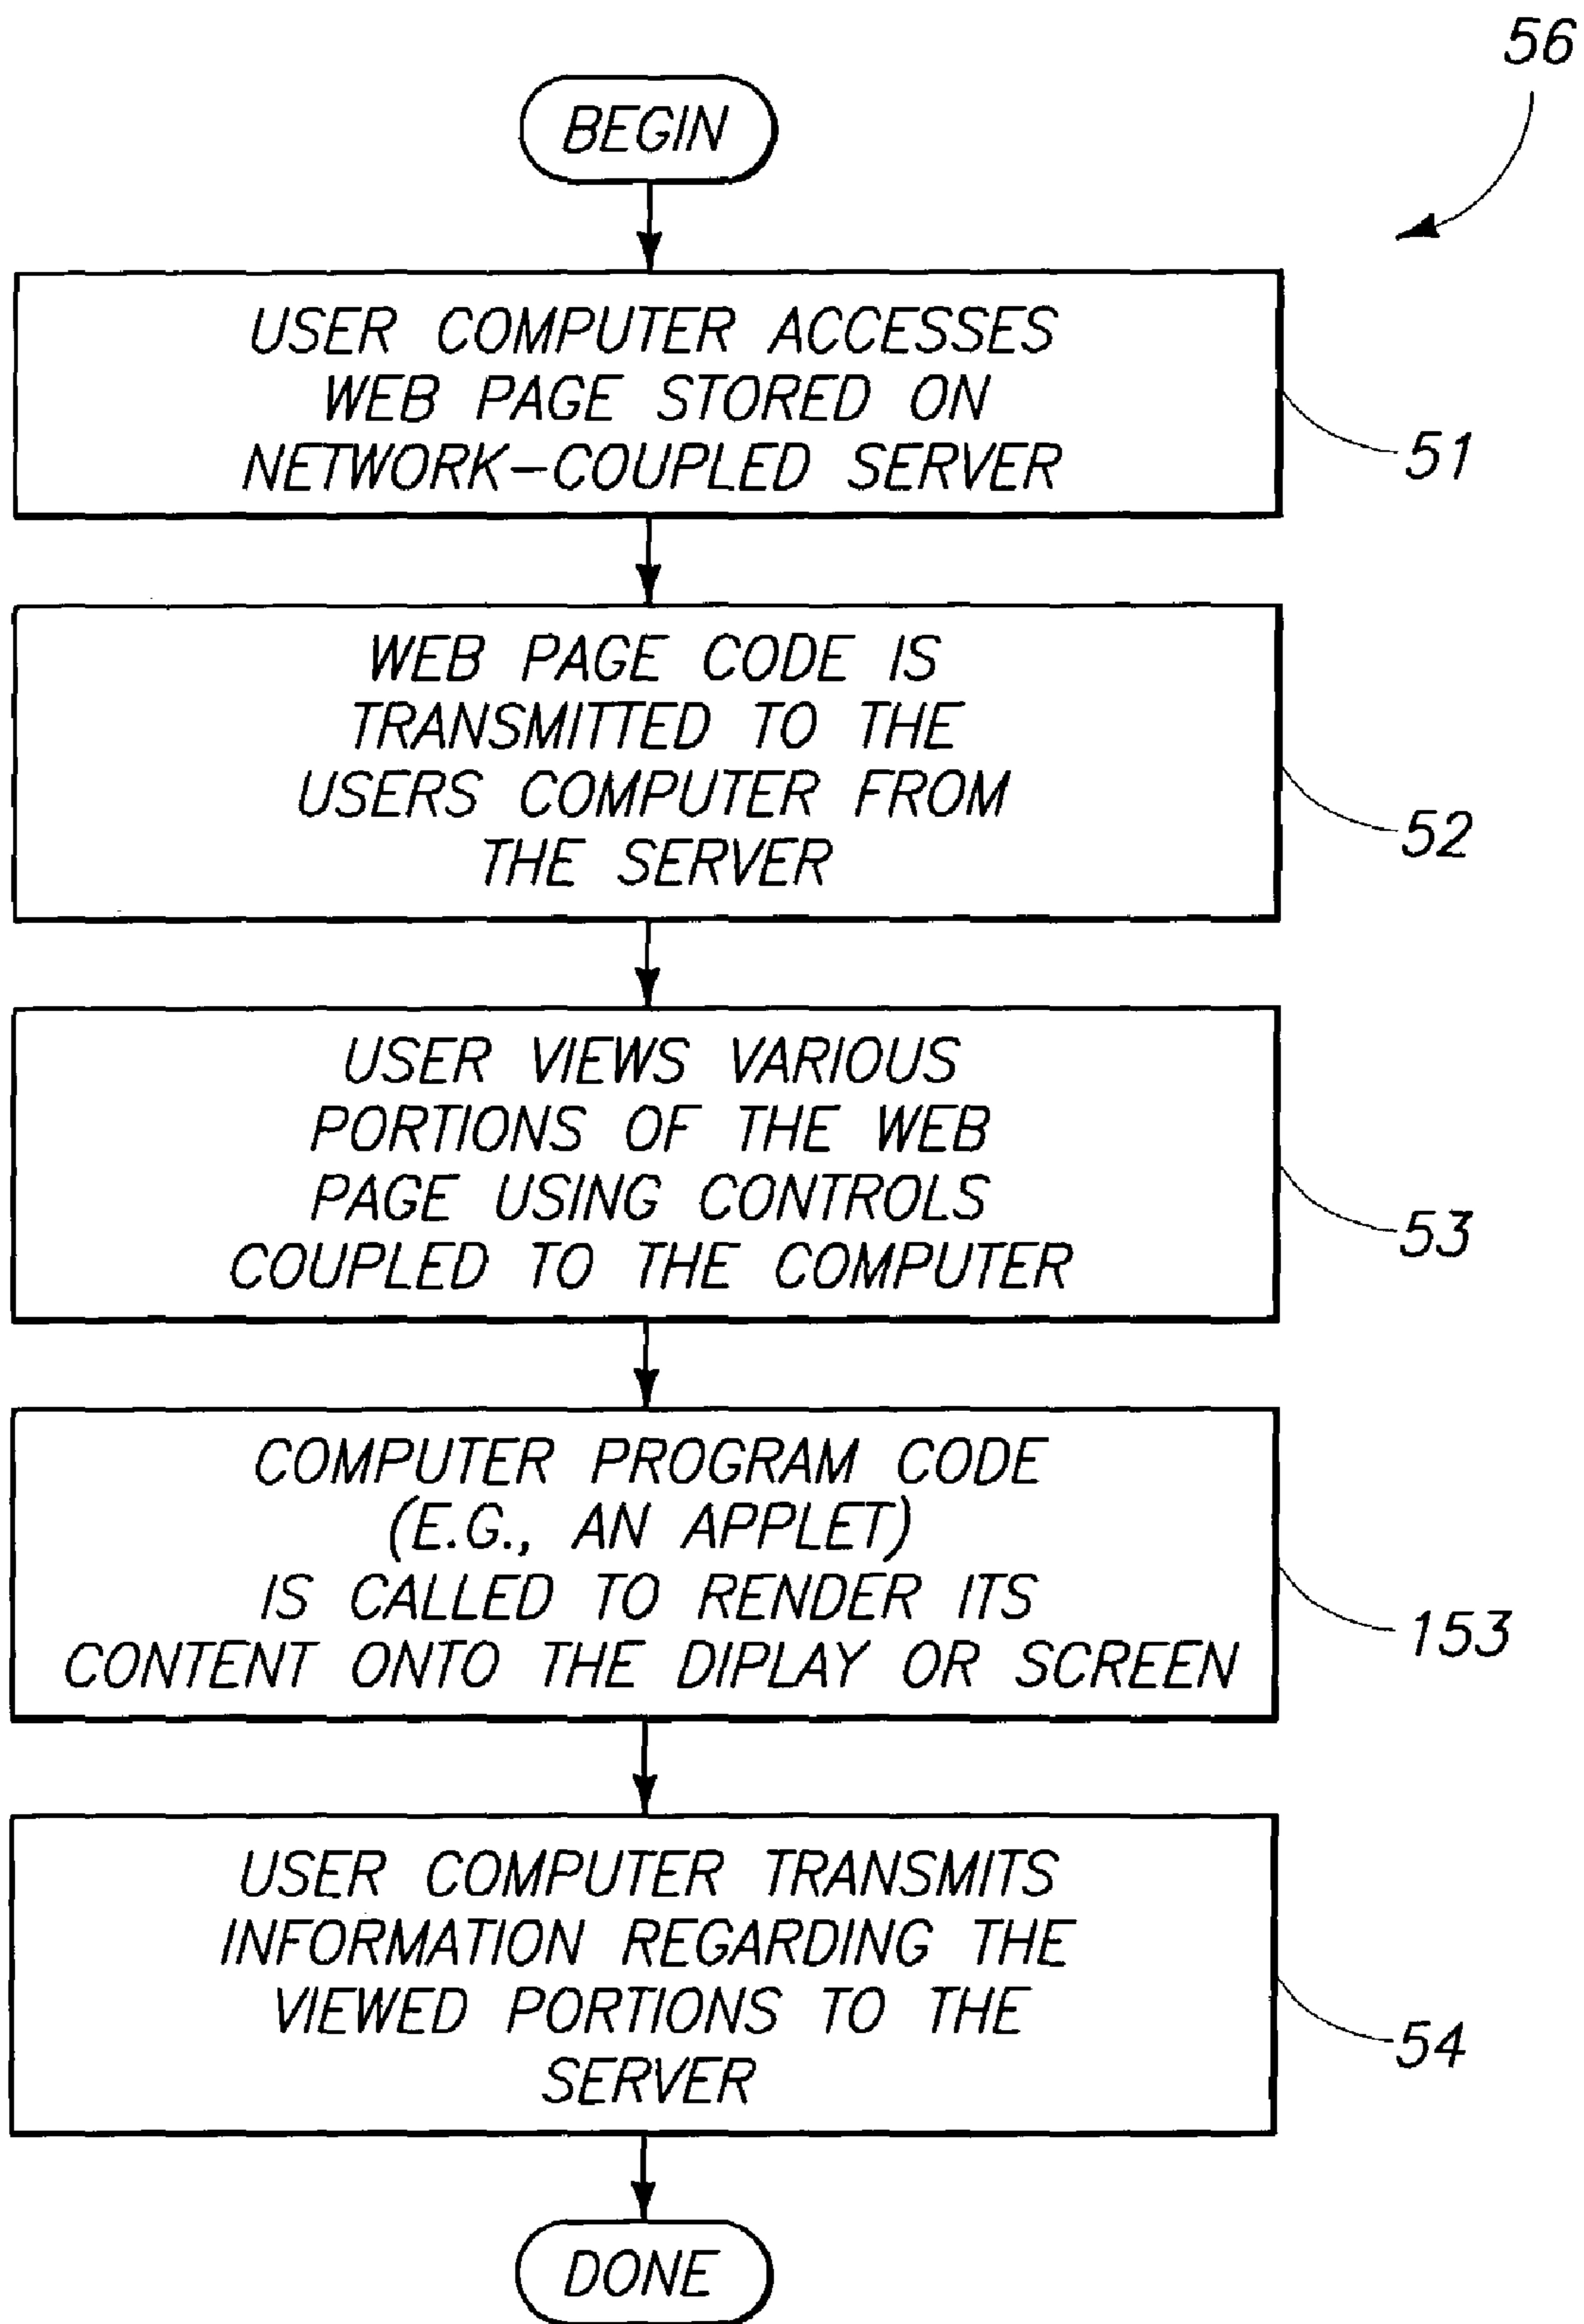 56
BEGIN
USER COMPUTER ACCESSES
WEB PAGE STORED ON
NETWORK-COUPLED SERVER
51
WEB PAGE CODE IS
TRANSMITTED TO THE
USERS COMPUTER FROM
THE SERVER
52
USER VIEWS VARIOUS
PORTIONS OF THE WEB
PAGE USING CONTROLS
COUPLED TO THE COMPUTER
53
COMPUTER PROGRAM CODE
(E.G., AN APPLET)
IS CALLED TO RENDER ITS
CONTENT ONTO THE DIPLAY OR SCREEN
153
USER COMPUTER TRANSMITS
INFORMATION REGARDING THE
VIEWED PORTIONS TO THE
SERVER
54
DONE